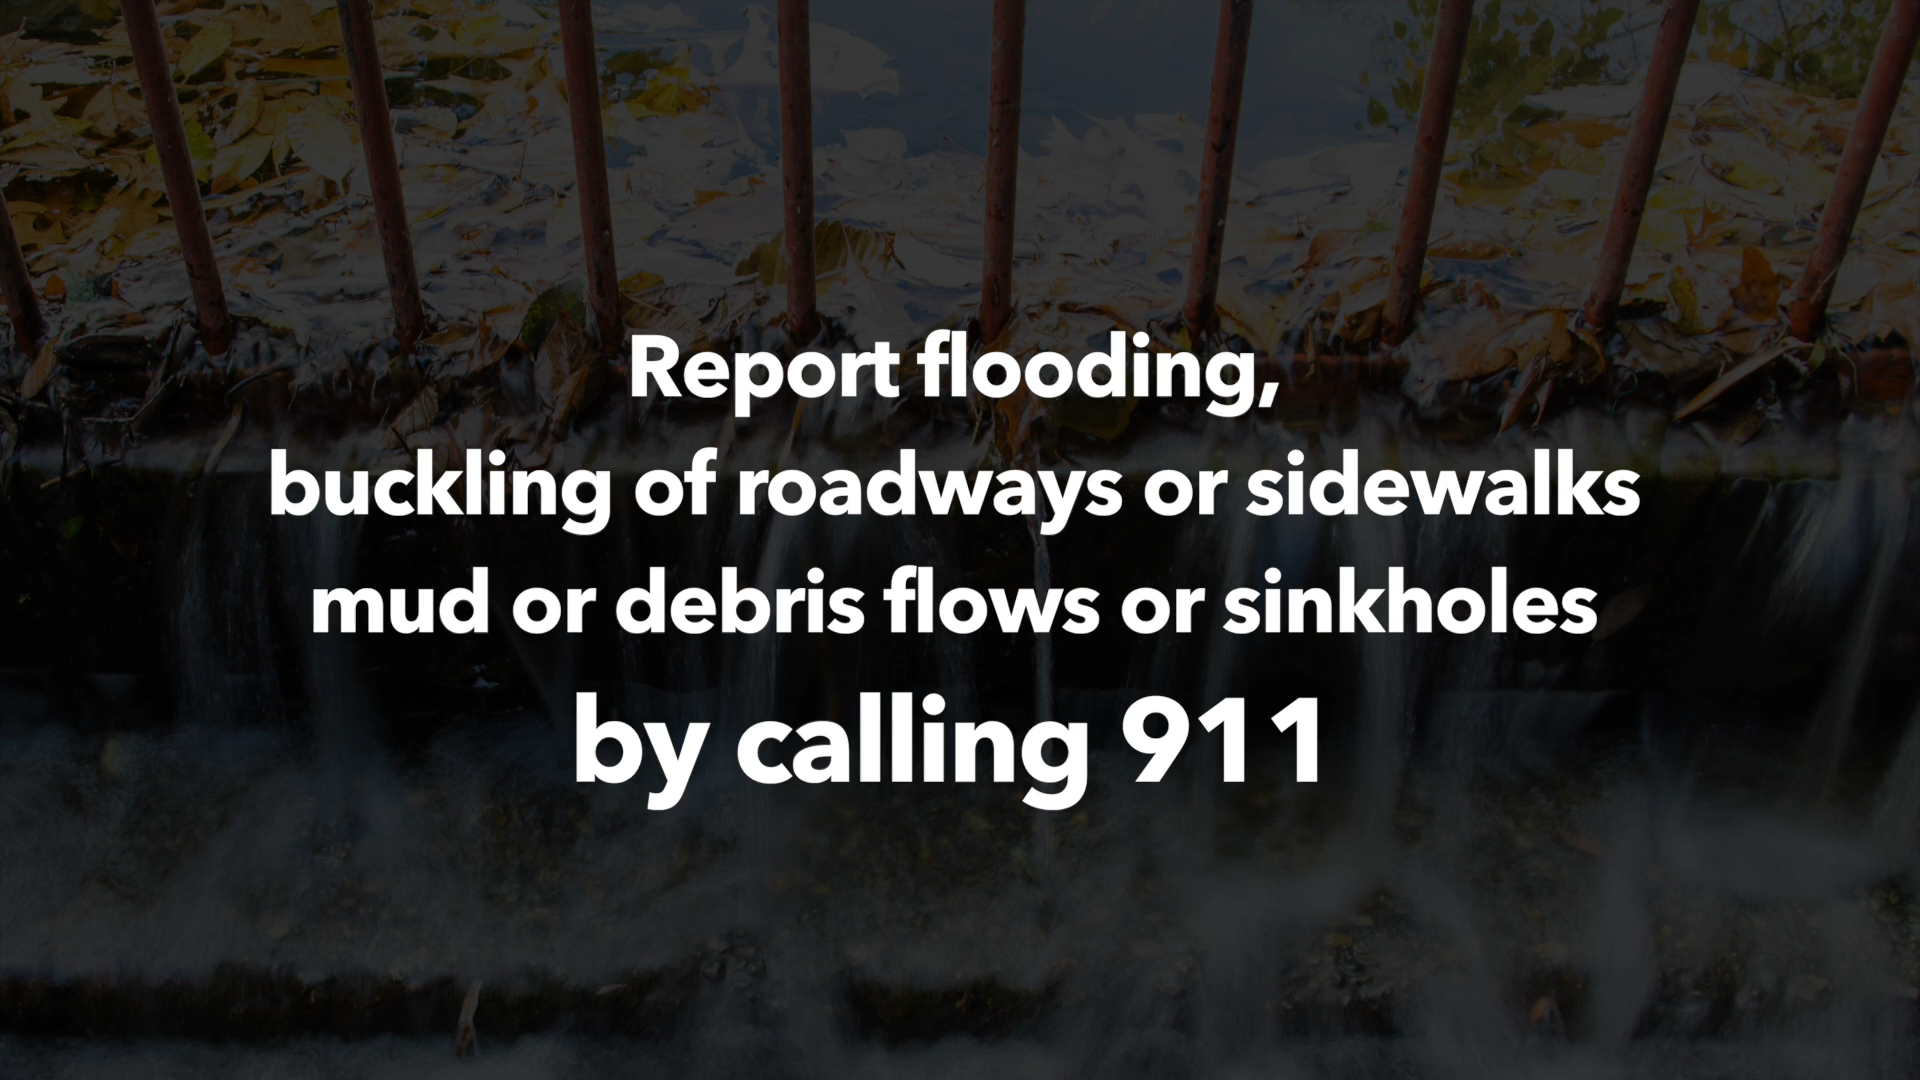 Report flooding,
buckling of roadways or sidewalks
mud or debris flows or sinkholes
by calling 911